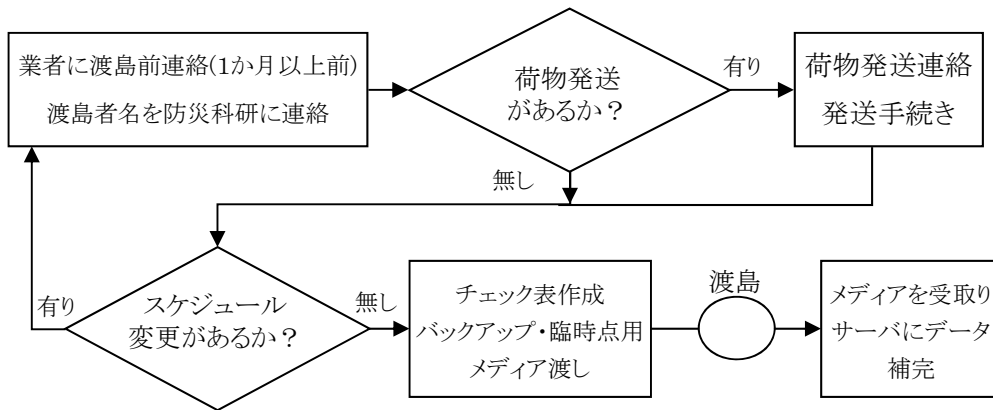 業者に渡島前連絡(1か月以上前)
渡島者名を防災科研に連絡
荷物発送
があるか？
有り
荷物発送連絡
発送手続き
無し
スケジュール
変更があるか？
有り
無し
チェック表作成
バックアップ・臨時点用
メディア渡し
渡島
メディアを受取り
サーバにデータ
補完